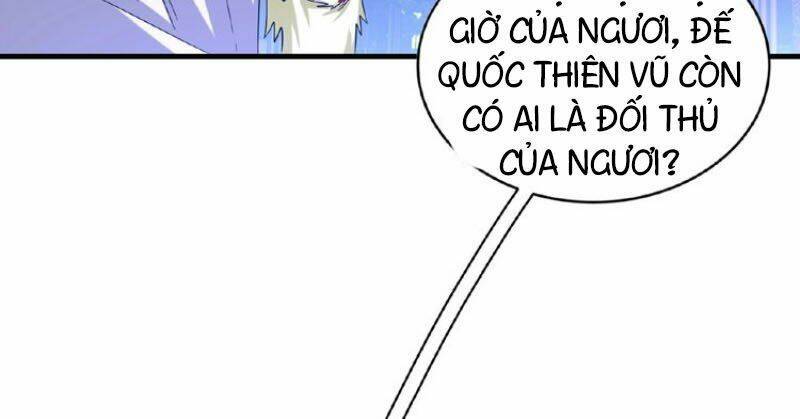 GIỜ CỦA NGƯƠI, ĐẾ
QUỐC THIÊN VŨ CÒN
CÓ AI LÀ ĐỐI THỦ
CỦA NGƯƠI?